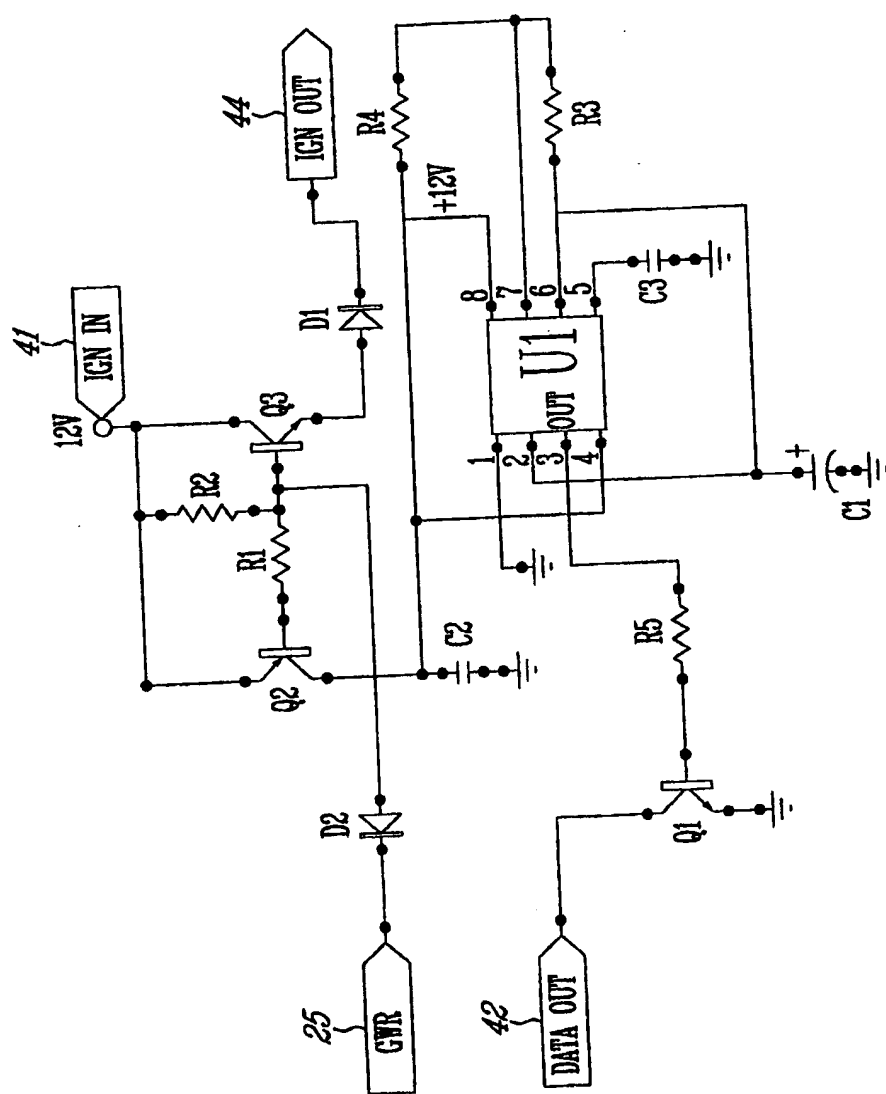 41
IGN IN
12V
44
IGN OUT
R2
R1
Q3
D1
Q2
R4
+12V
C2
D2
25
GWR
8
7
6
5
U1
OUT
1
2
3
4
R3
C3
C1
R5
Q1
42
DATA OUT
+